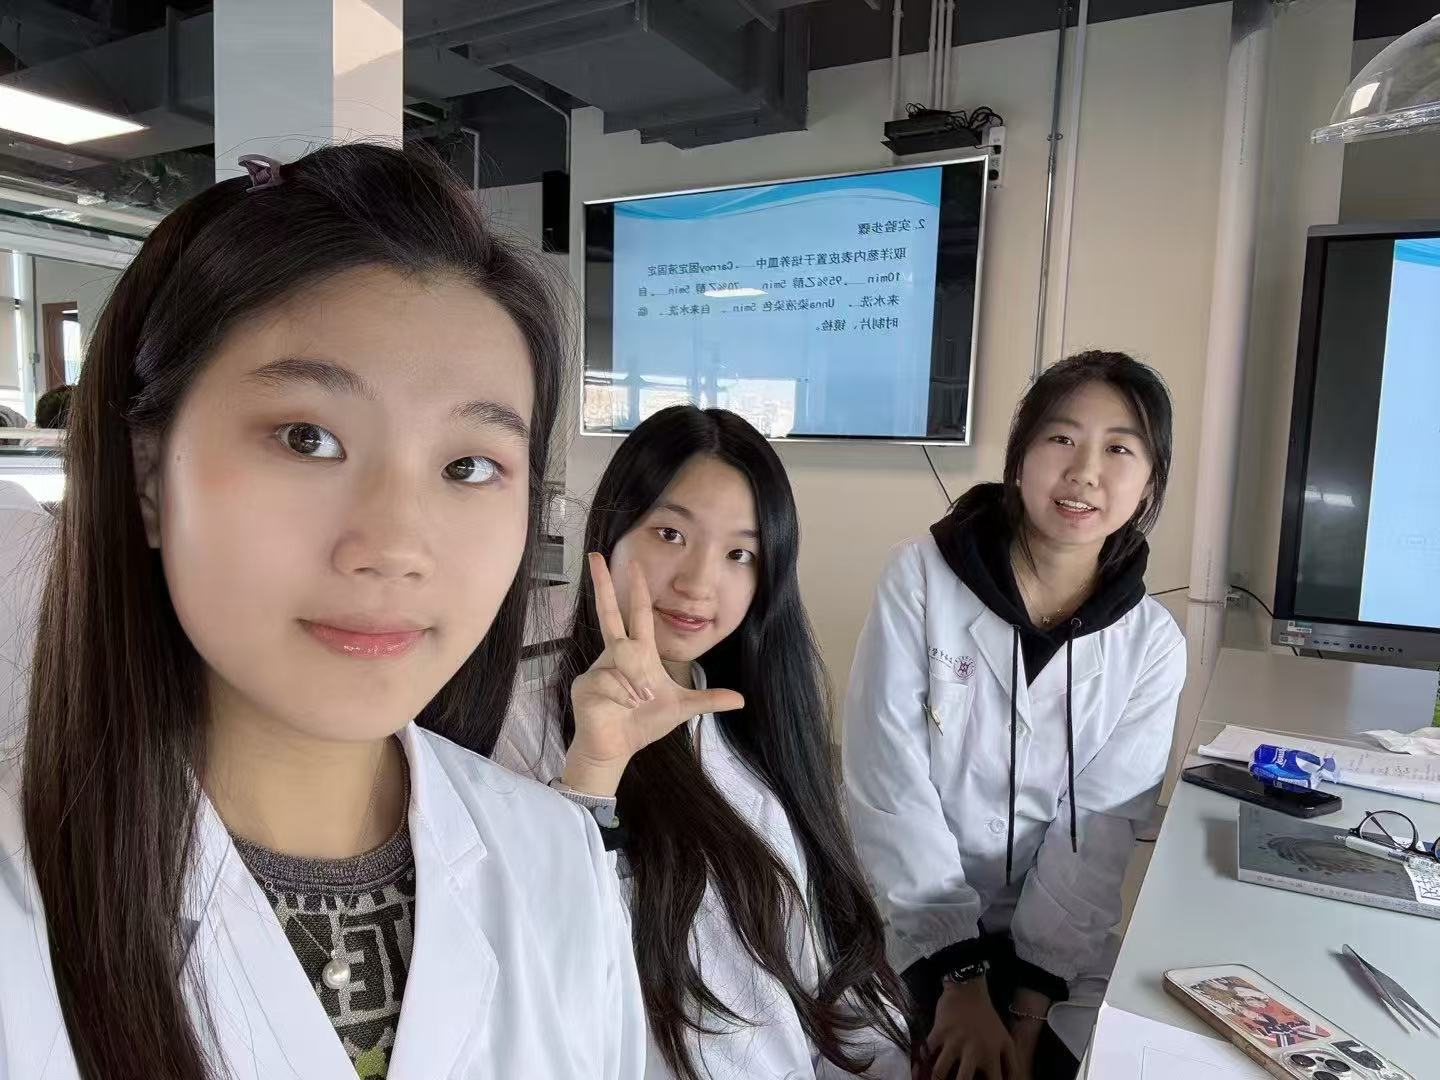 2. 实验步骤
取洋葱内表皮置于培养皿中 Carnoy固定液固定
10min 95%乙醇 5min 70%乙醇 5min 自
来水洗 Unna染液染色 5min 自来水洗 临
时制片、镜检。